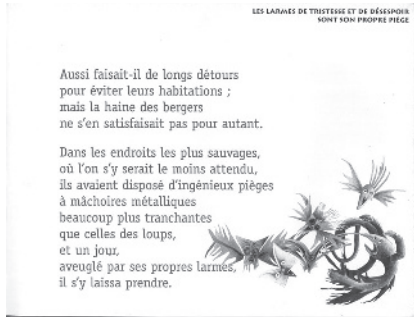 LES LARMES DE TRISTESSE ET DE DÉSESPOIR
SONT SON PROPRE PIÈGE
Aussi faisait-il de longs détours
pour éviter leurs habitations ;
mais la haine des bergers
ne s'en satisfaisait pas pour autant.
Dans les endroits les plus sauvages,
où l'on s'y serait le moins attendu,
ils avaient disposé d'ingénieux pièges
à mâchoires métalliques
beaucoup plus tranchantes
que celles des loups,
et un jour,
aveuglé par ses propres larmes,
il s'y laissa prendre.